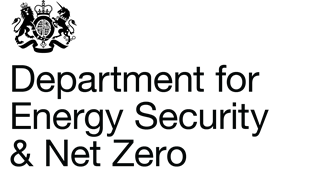 Department for
Energy Security
& Net Zero